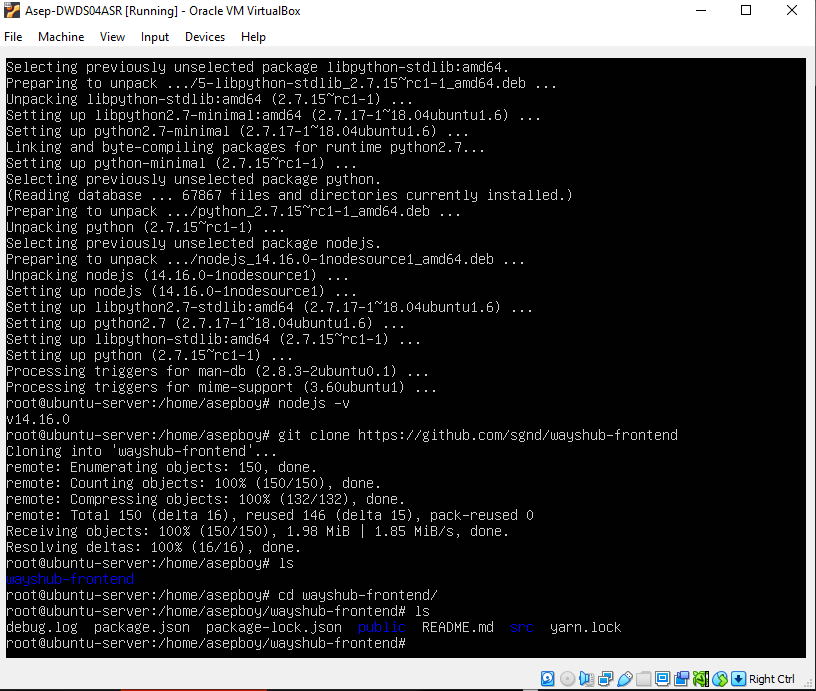 Asep-DWDS04ASR [Running] - Oracle VM VirtualBox
File Machine View Input Devices Help
Selecting previously unselected package libpython-stdlib:amd64.
Preparing to unpack .../5-libpython-stdlib_2.7.15~rc1-1_amd64.deb ...
Unpacking libpython-stdlib:amd64 (2.7.15~rc1-1) ...
Setting up libpython2.7-minimal:amd64 (2.7.17-1~18.04ubuntu1.6) ...
Setting up python2.7-minimal (2.7.17-1~18.04ubuntu1.6) ...
Linking and byte-compiling packages for runtime python2.7...
Setting up python-minimal (2.7.15~rc1-1) ...
Selecting previously unselected package python.
(Reading database ... 67867 files and directories currently installed.)
Preparing to unpack .../python_2.7.15~rc1-1_amd64.deb ...
Unpacking python (2.7.15~rc1-1) ...
Selecting previously unselected package nodejs.
Preparing to unpack .../nodejs_14.16.0-1nodesource1_amd64.deb ...
Unpacking nodejs (14.16.0-1nodesource1) ...
Setting up nodejs (14.16.0-1nodesource1) ...
Setting up libpython2.7-stdlib:amd64 (2.7.17-1~18.04ubuntu1.6) ...
Setting up python2.7 (2.7.17-1~18.04ubuntu1.6) ...
Setting up libpython-stdlib:amd64 (2.7.15~rc1-1) ...
Setting up python (2.7.15~rc1-1) ...
Processing triggers for man-db (2.8.3-2ubuntu0.1) ...
Processing triggers for mime-support (3.60ubuntu1) ...
root@ubuntu-server:/home/asepboy# nodejs -v
v14.16.0
root@ubuntu-server:/home/asepboy# git clone https://github.com/sgnd/wayshub-frontend
Cloning into 'wayshub-frontend'...
remote: Enumerating objects: 150, done.
remote: Counting objects: 100% (150/150), done.
remote: Compressing objects: 100% (132/132), done.
remote: Total 150 (delta 16), reused 146 (delta 15), pack-reused 0
Receiving objects: 100% (150/150), 1.98 MiB | 1.85 MiB/s, done.
Resolving deltas: 100% (16/16), done.
root@ubuntu-server:/home/asepboy# ls
wayshub-frontend
root@ubuntu-server:/home/asepboy# cd wayshub-frontend/
root@ubuntu-server:/home/asepboy/wayshub-frontend# ls
debug.log package.json package-lock.json public README.md src yarn.lock
root@ubuntu-server:/home/asepboy/wayshub-frontend#
Right Ctrl